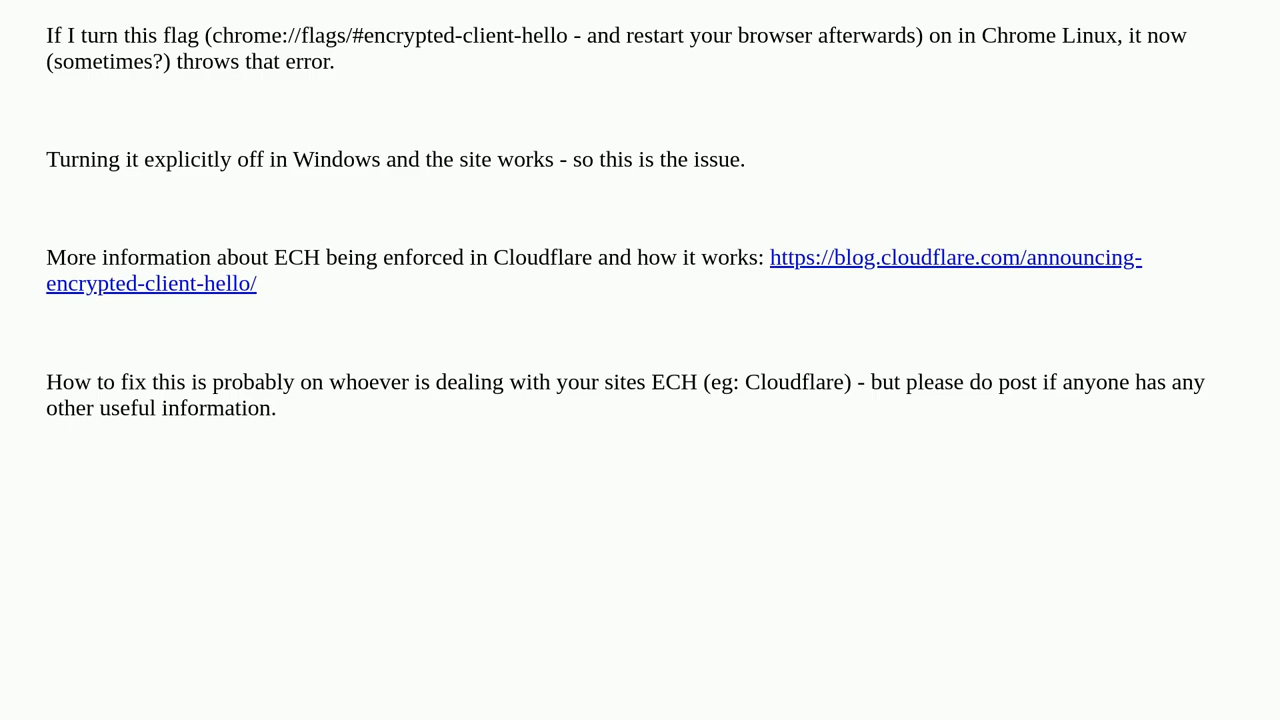 If I turn this flag (chrome://flags/#encrypted-client-hello - and restart your browser afterwards) on in Chrome Linux, it now
(sometimes?) throws that error.
Turning it explicitly off in Windows and the site works - so this is the issue.
More information about ECH being enforced in Cloudflare and how it works: https://blog.cloudflare.com/announcing-
encrypted-client-hello/
How to fix this is probably on whoever is dealing with your sites ECH (eg: Cloudflare) - but please do post if anyone has any
other useful information.